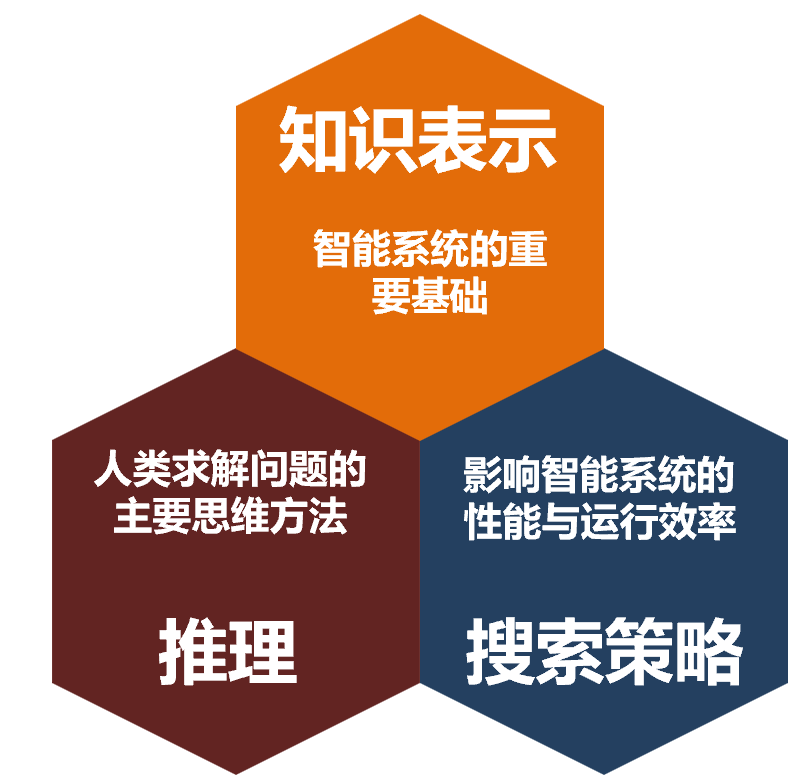 知识表示
智能系统的重
要基础
人类求解问题的
主要思维方法
推理
影响智能系统的
性能与运行效率
搜索策略